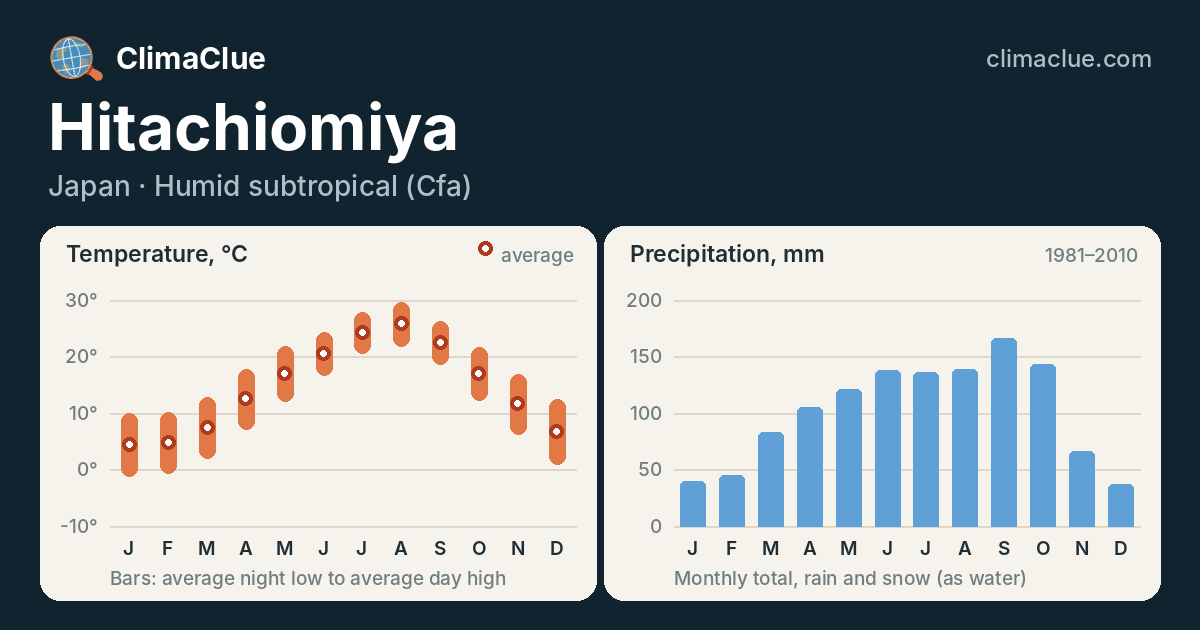 ClimaClue
climaclue.com
Hitachiomiya
Japan · Humid subtropical (Cfa)
Temperature, °C
average
30°
20°
10°
0°
-10°
J F M A M J J A S O N D
Bars: average night low to average day high
Precipitation, mm
1981–2010
200
150
100
50
0
J F M A M J J A S O N D
Monthly total, rain and snow (as water)